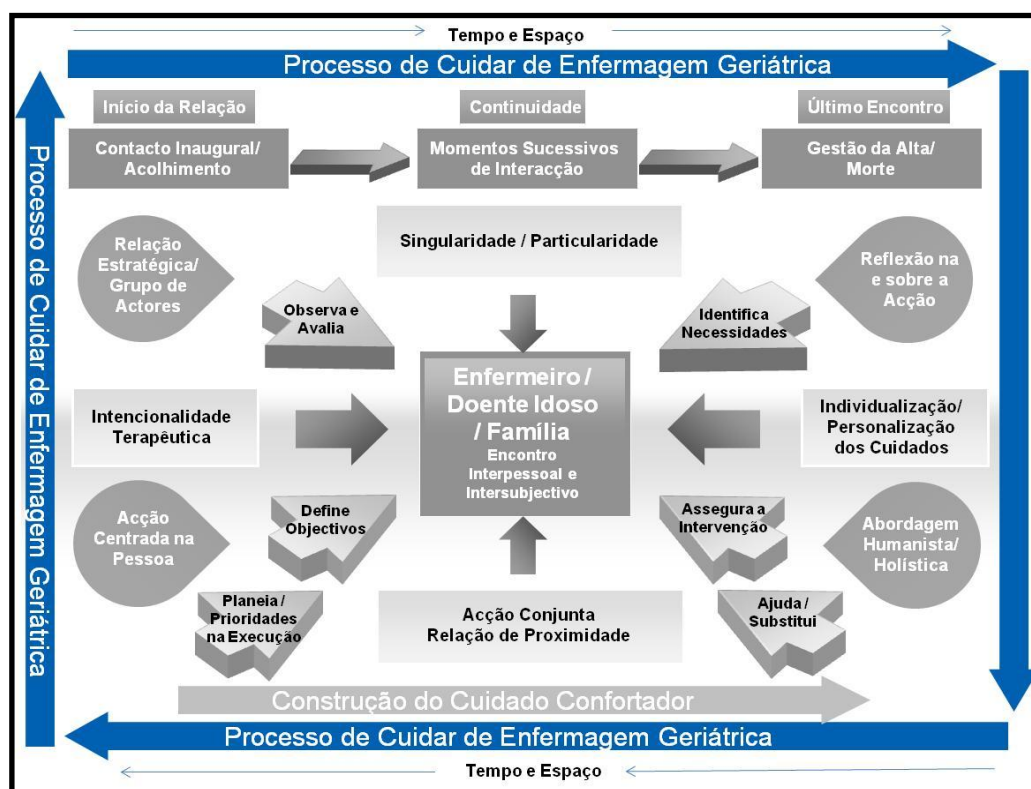 Tempo e Espaço
Processo de Cuidar de Enfermagem Geriátrica
Processo de Cuidar de Enfermagem Geriátrica
Início da Relação
Continuidade
Último Encontro
Contacto Inaugural/
Acolhimento
Momentos Sucessivos
de Interacção
Gestão da Alta/
Morte
Relação
Estratégica/
Grupo de
Actores
Singularidade / Particularidade
Reflexão na
e sobre a
Acção
Observa e
Avalia
Identifica
Necessidades
Intencionalidade
Terapêutica
Enfermeiro /
Doente Idoso
/ Família
Encontro
Interpessoal e
Intersubjectivo
Individualização/
Personalização
dos Cuidados
Acção
Centrada na
Pessoa
Define
Objectivos
Assegura a
Intervenção
Abordagem
Humanista/
Holística
Planeia /
Prioridades
na Execução
Acção Conjunta
Relação de Proximidade
Ajuda /
Substitui
Construção do Cuidado Confortador
Processo de Cuidar de Enfermagem Geriátrica
Tempo e Espaço